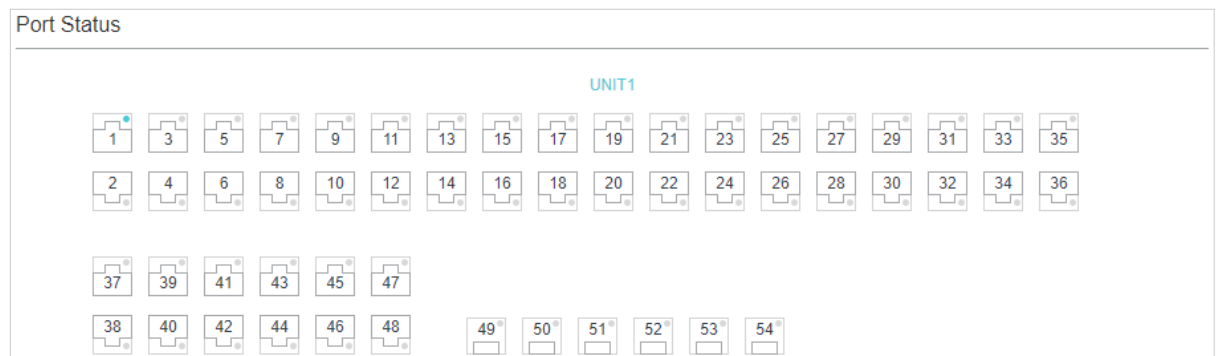 Port Status
UNIT1
1 3 5 7 9 11 13 15 17 19 21 23 25 27 29 31 33 35
2 4 6 8 10 12 14 16 18 20 22 24 26 28 30 32 34 36
37 39 41 43 45 47
38 40 42 44 46 48 49 50 51 52 53 54